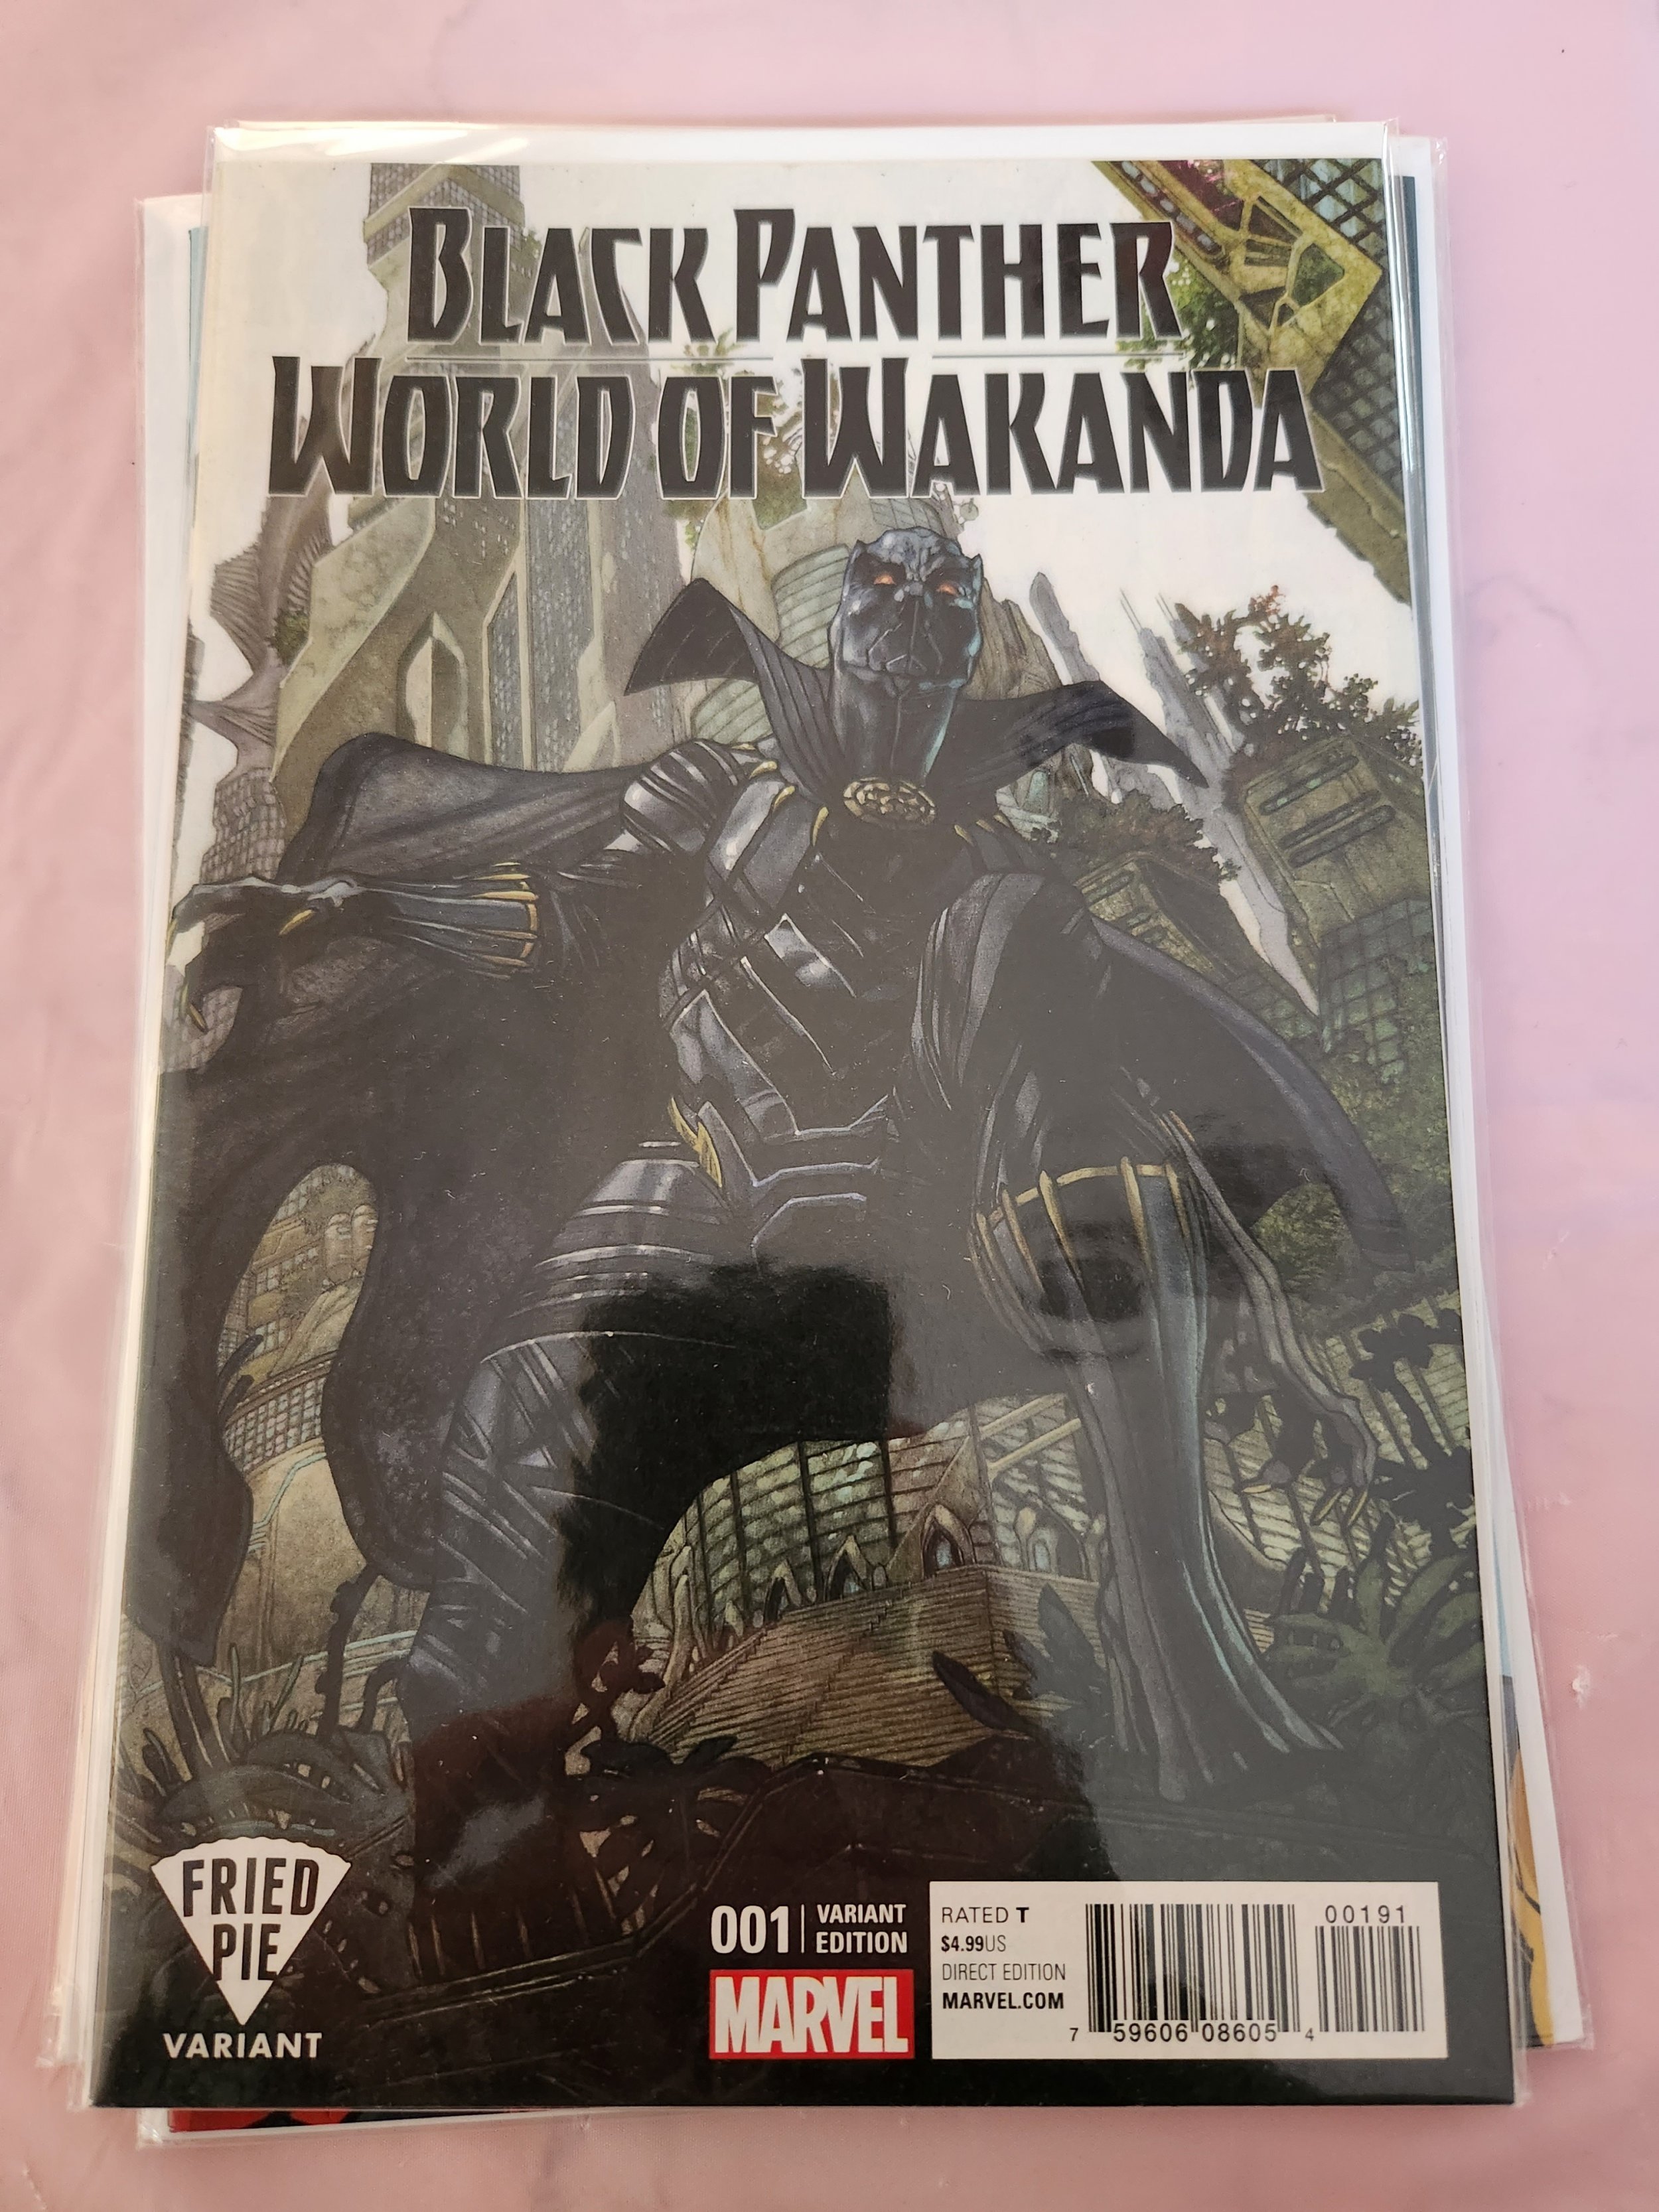 BLACK PANTHER
WORLD OF WAKANDA
FRIED
PIE
VARIANT
001
VARIANT
EDITION
MARVEL
RATED T
$4.99US
DIRECT EDITION
MARVEL.COM
00191
7 59606 08605 4